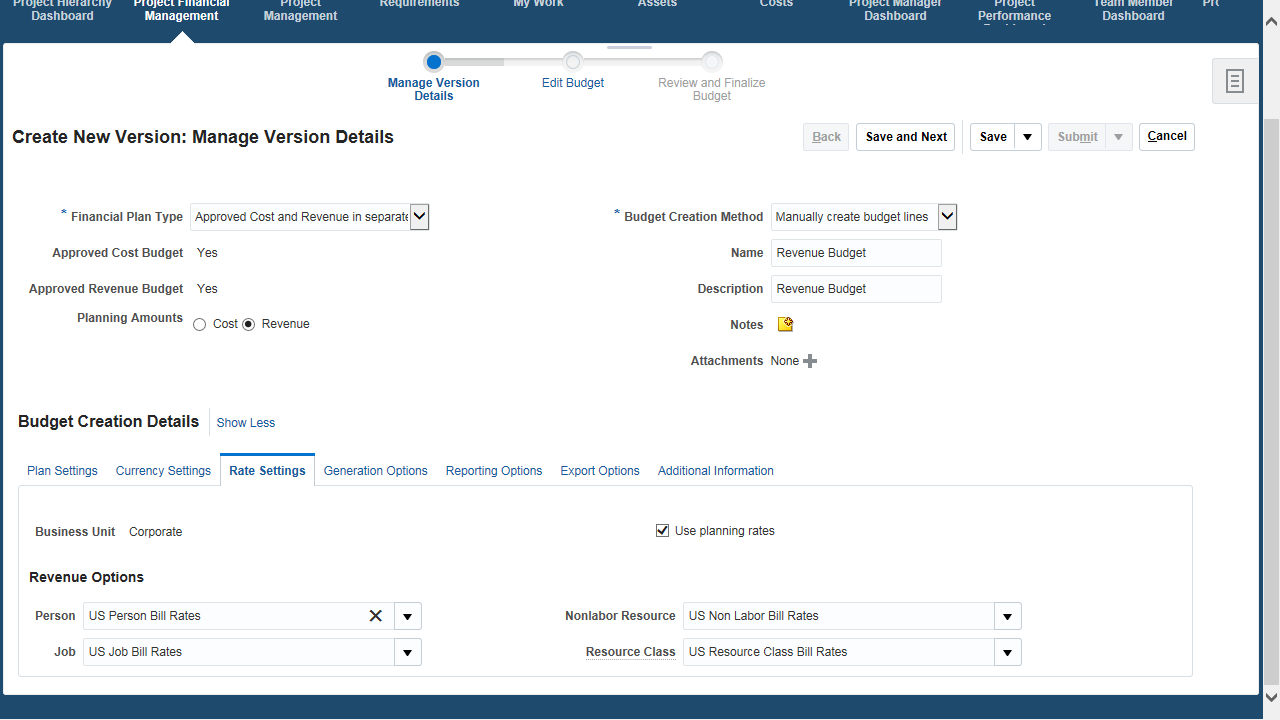 Project Hierarchy Dashboard
Project Financial Management
Project Management
Requirements
My Work
Assets
Costs
Project Manager Dashboard
Project Performance
Team Member Dashboard
Manage Version Details
Edit Budget
Review and Finalize Budget
Create New Version: Manage Version Details
Back
Save and Next
Save
Submit
Cancel
* Financial Plan Type Approved Cost and Revenue in separate
* Budget Creation Method Manually create budget lines
Approved Cost Budget Yes
Name Revenue Budget
Approved Revenue Budget Yes
Description Revenue Budget
Planning Amounts Cost Revenue
Notes
Attachments None
Budget Creation Details Show Less
Plan Settings Currency Settings Rate Settings Generation Options Reporting Options Export Options Additional Information
Business Unit Corporate
Use planning rates
Revenue Options
Person US Person Bill Rates
Nonlabor Resource US Non Labor Bill Rates
Job US Job Bill Rates
Resource Class US Resource Class Bill Rates